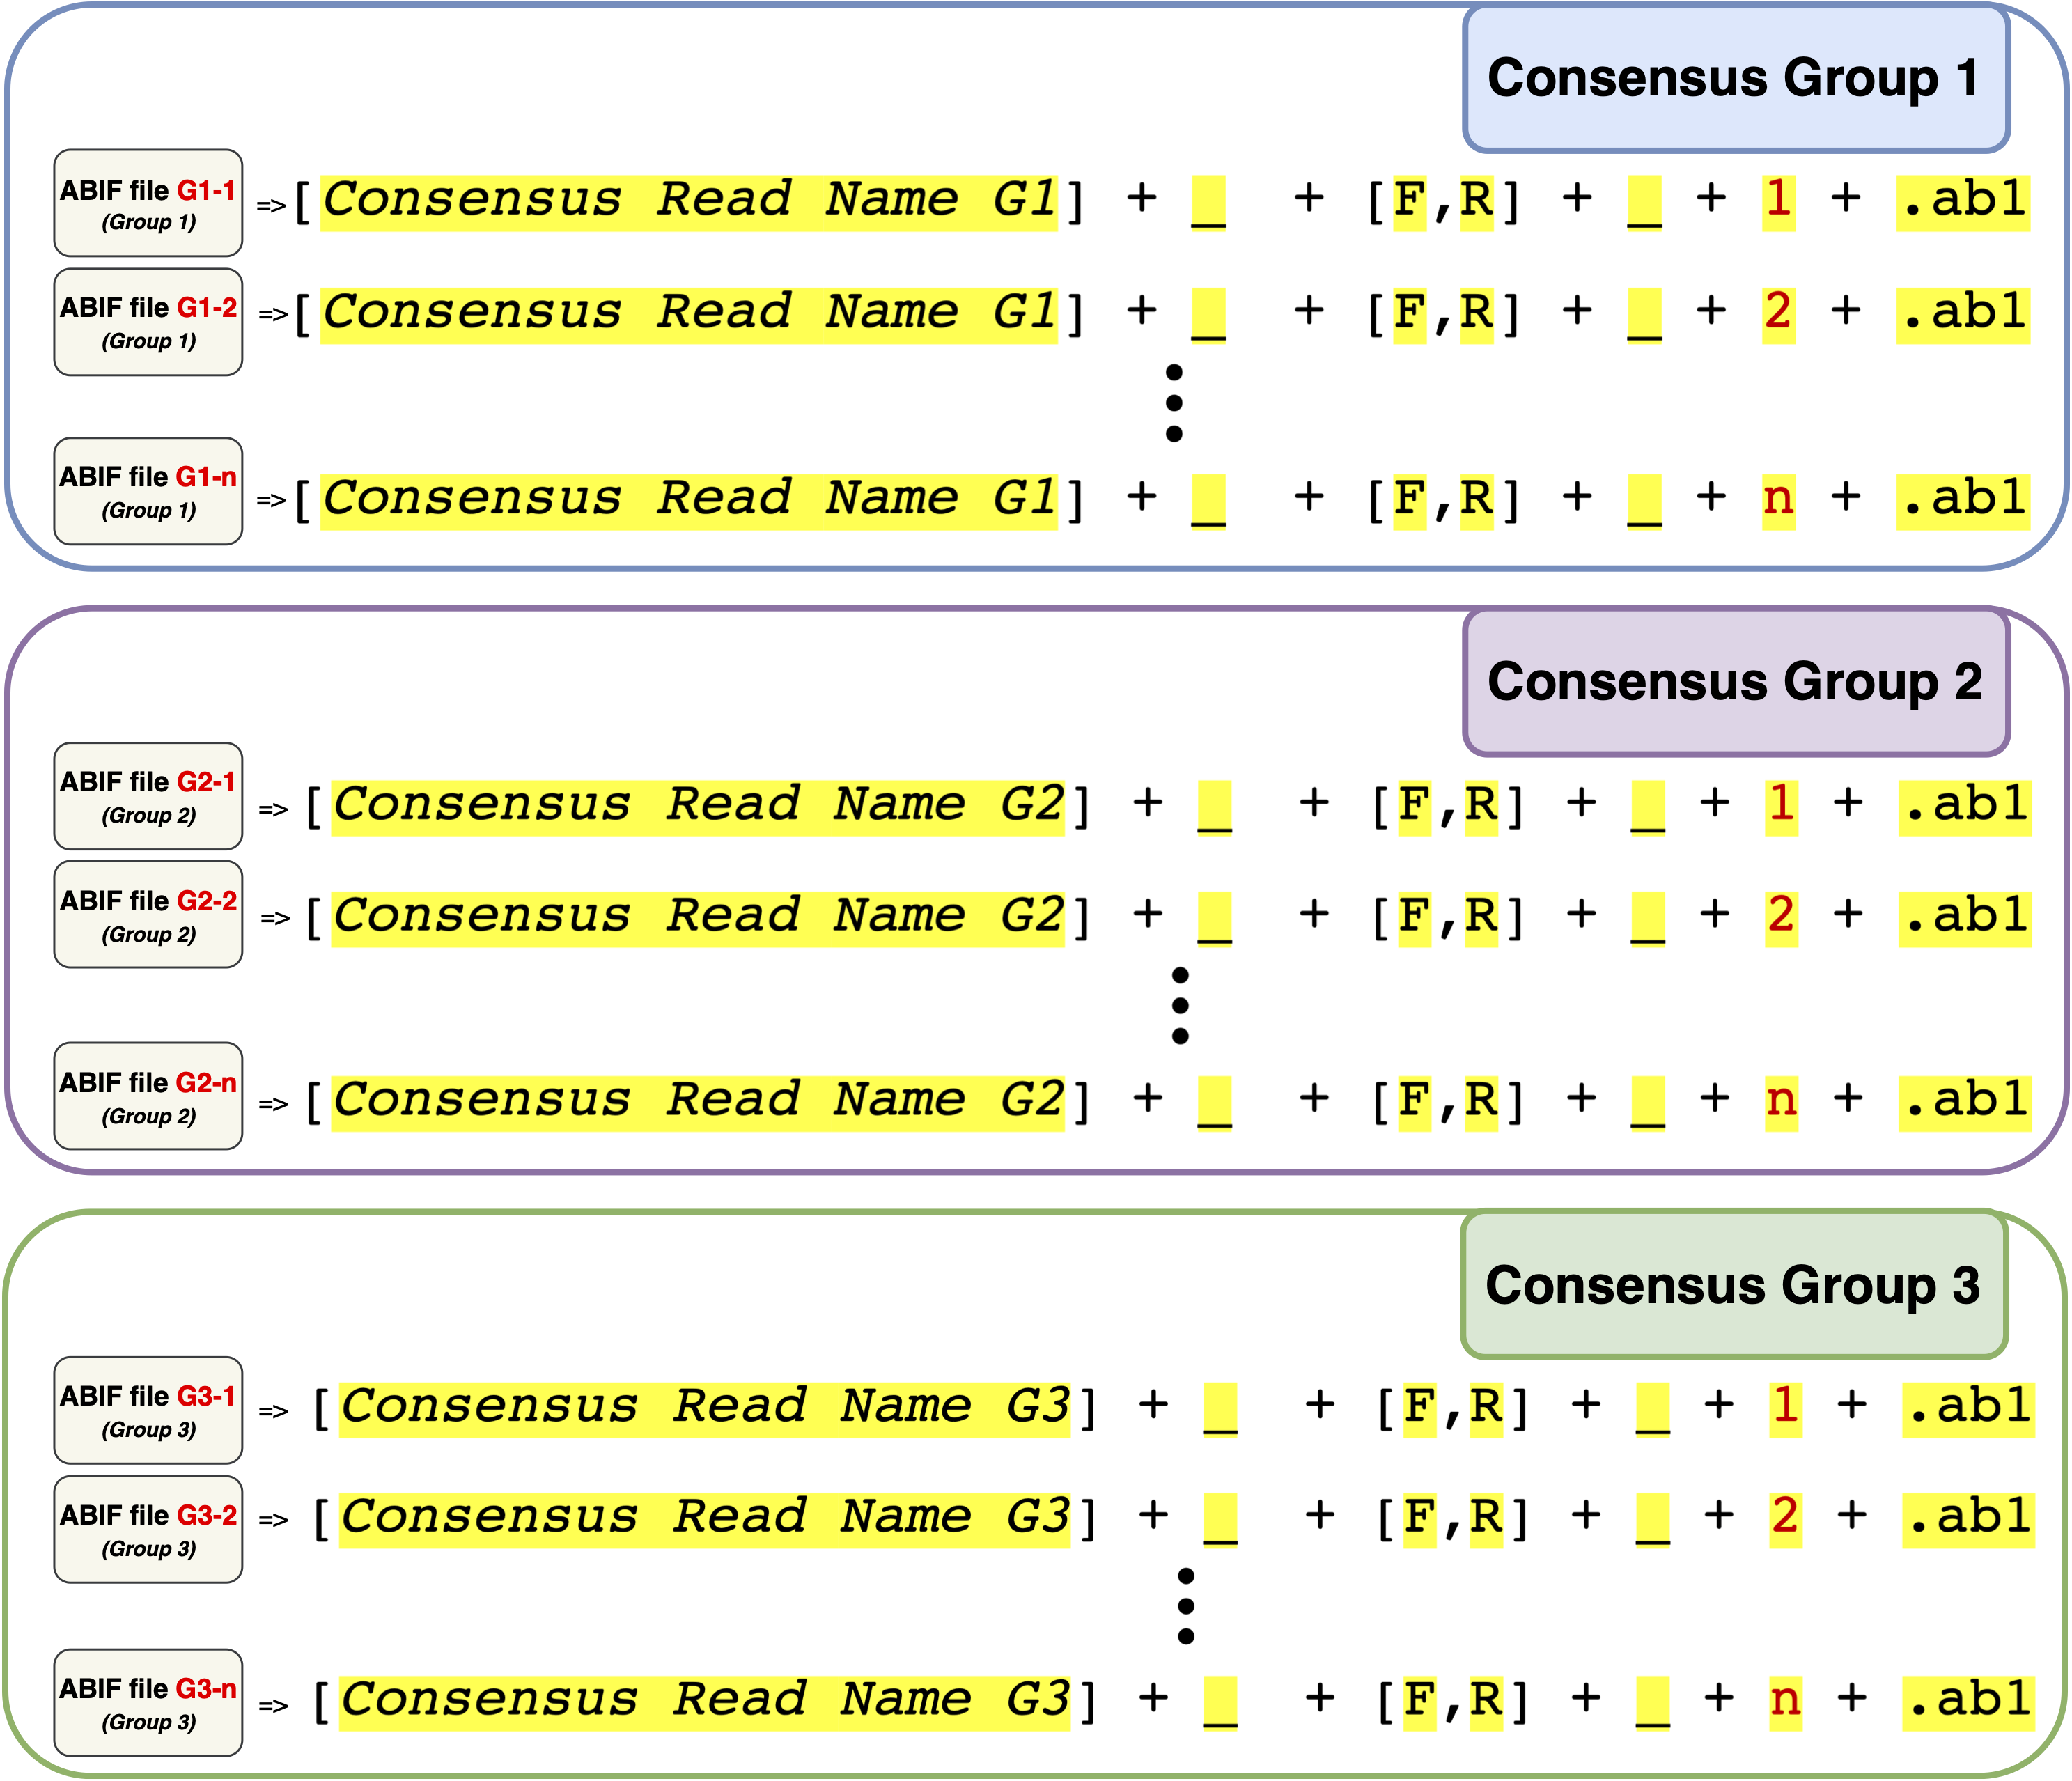 Consensus Group 1
ABIF file G1-1
(Group 1)
=>[Consensus Read Name G1] + _ + [F,R] + _ + 1 + .ab1
ABIF file G1-2
(Group 1)
=>[Consensus Read Name G1] + _ + [F,R] + _ + 2 + .ab1
ABIF file G1-n
(Group 1)
=>[Consensus Read Name G1] + _ + [F,R] + _ + n + .ab1
Consensus Group 2
ABIF file G2-1
(Group 2)
=> [Consensus Read Name G2] + _ + [F,R] + _ + 1 + .ab1
ABIF file G2-2
(Group 2)
=> [Consensus Read Name G2] + _ + [F,R] + _ + 2 + .ab1
ABIF file G2-n
(Group 2)
=> [Consensus Read Name G2] + _ + [F,R] + _ + n + .ab1
Consensus Group 3
ABIF file G3-1
(Group 3)
=> [Consensus Read Name G3] + _ + [F,R] + _ + 1 + .ab1
ABIF file G3-2
(Group 3)
=> [Consensus Read Name G3] + _ + [F,R] + _ + 2 + .ab1
ABIF file G3-n
(Group 3)
=> [Consensus Read Name G3] + _ + [F,R] + _ + n + .ab1